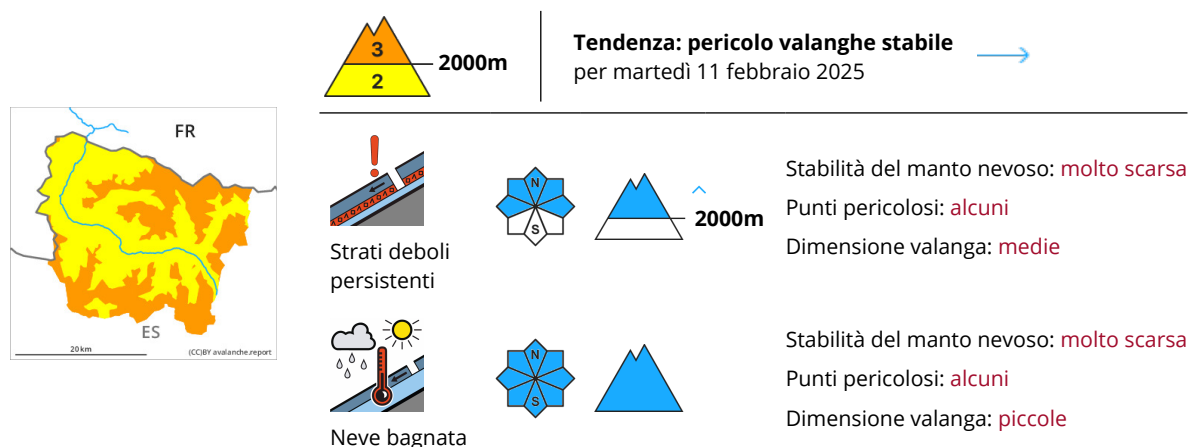 3
2
2000m
Tendenza: pericolo valanghe stabile
per martedì 11 febbraio 2025
FR
ES
20 km
(CC)BY avalanche.report
Strati deboli
persistenti
N
S
2000m
Stabilità del manto nevoso: molto scarsa
Punti pericolosi: alcuni
Dimensione valanga: medie
Neve bagnata
N
S
Stabilità del manto nevoso: molto scarsa
Punti pericolosi: alcuni
Dimensione valanga: piccole